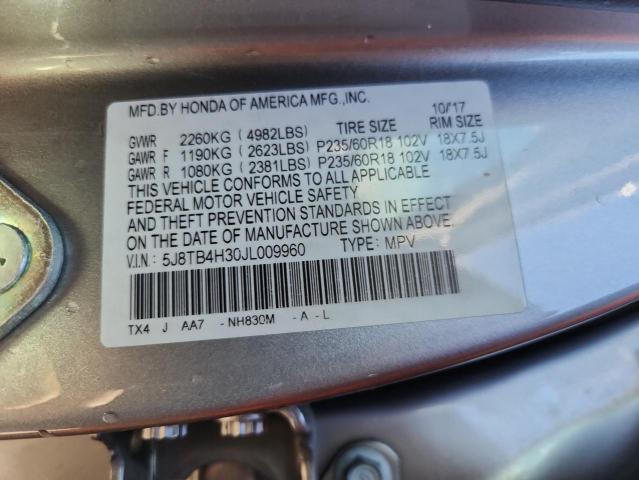 MFD.BY HONDA OF AMERICA MFG.,INC. 10/17
GVWR 2260KG ( 4982LBS) TIRE SIZE RIM SIZE
GAWR F 1190KG ( 2623LBS) P235/60R18 102V 18X7.5J
GAWR R 1080KG ( 2381LBS) P235/60R18 102V 18X7.5J
THIS VEHICLE CONFORMS TO ALL APPLICABLE
FEDERAL MOTOR VEHICLE SAFETY
AND THEFT PREVENTION STANDARDS IN EFFECT
ON THE DATE OF MANUFACTURE SHOWN ABOVE.
V.I.N: 5J8TB4H30JL009960 TYPE: MPV
TX4 J AA7 -NH830M -A -L